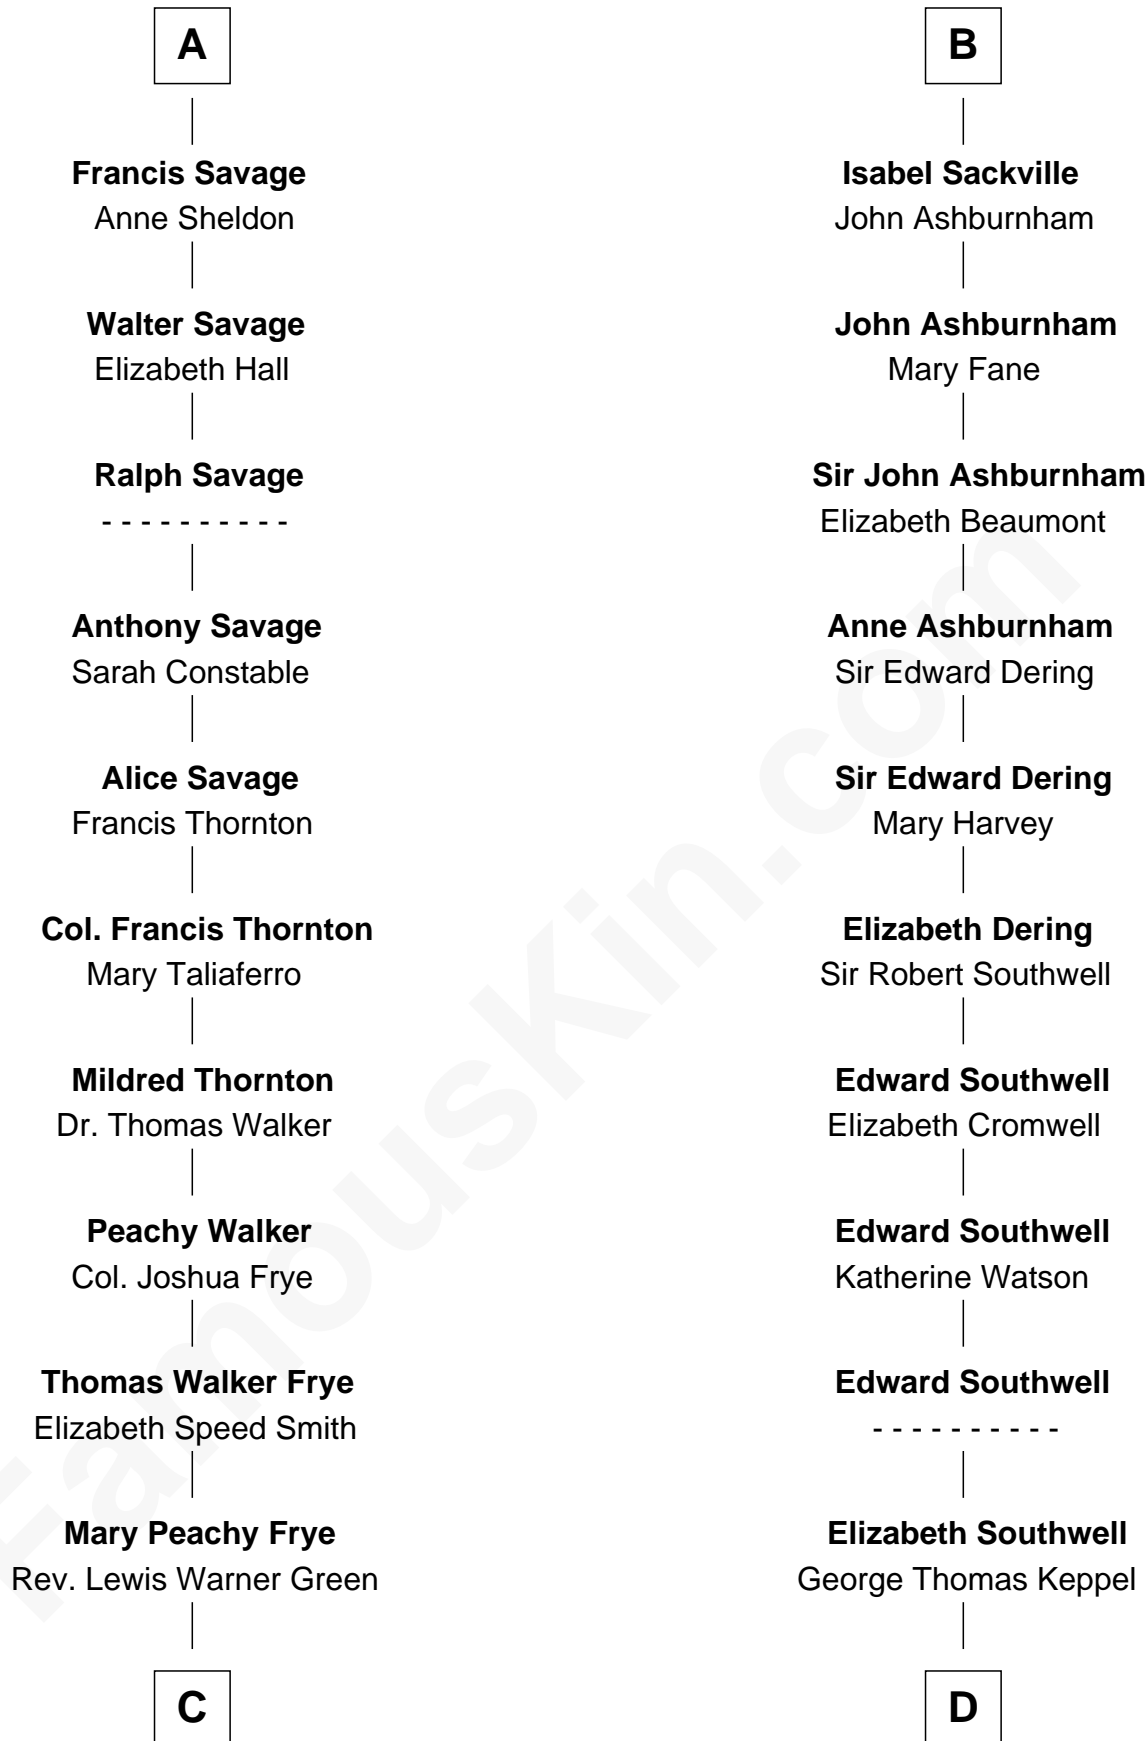 A
Francis Savage
Anne Sheldon
Walter Savage
Elizabeth Hall
Ralph Savage
- - - - - - - - - -
Anthony Savage
Sarah Constable
Alice Savage
Francis Thornton
Col. Francis Thornton
Mary Taliaferro
Mildred Thornton
Dr. Thomas Walker
Peachy Walker
Col. Joshua Frye
Thomas Walker Frye
Elizabeth Speed Smith
Mary Peachy Frye
Rev. Lewis Warner Green
C
B
Isabel Sackville
John Ashburnham
John Ashburnham
Mary Fane
Sir John Ashburnham
Elizabeth Beaumont
Anne Ashburnham
Sir Edward Dering
Sir Edward Dering
Mary Harvey
Elizabeth Dering
Sir Robert Southwell
Edward Southwell
Elizabeth Cromwell
Edward Southwell
Katherine Watson
Edward Southwell
- - - - - - - - - -
Elizabeth Southwell
George Thomas Keppel
D
FamousKin.com